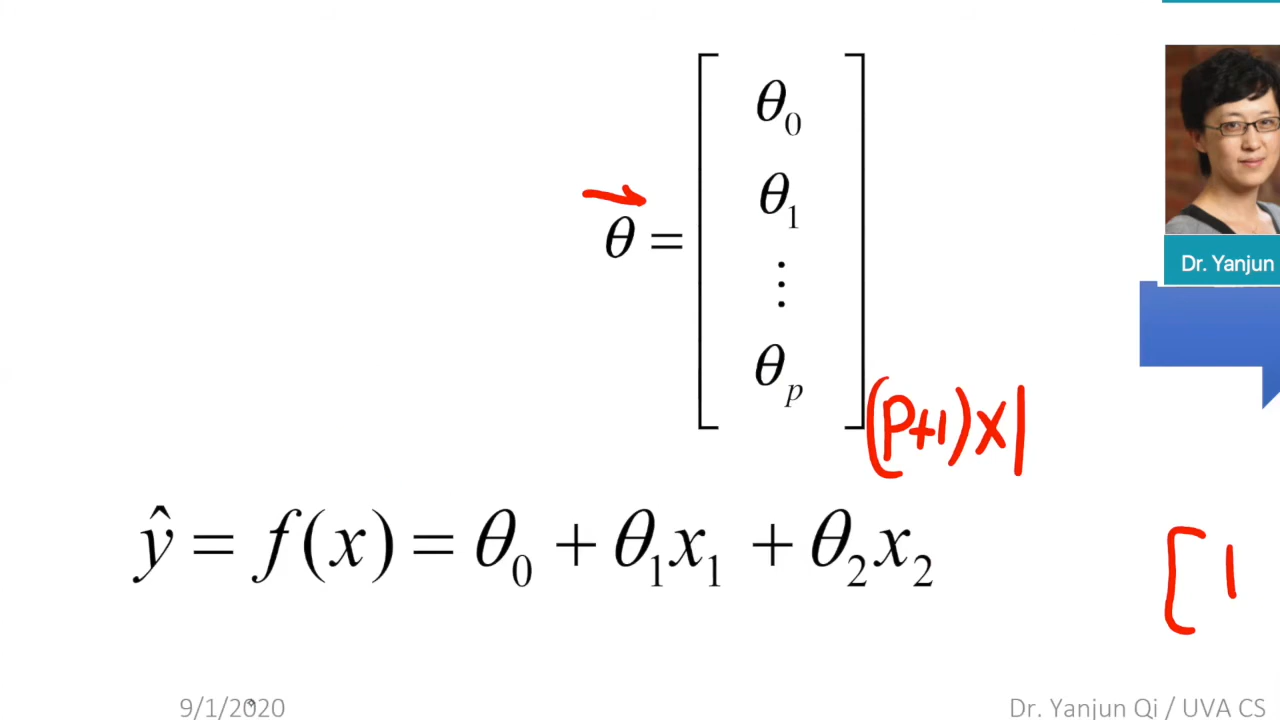 θ⃗ = [ θ₀
θ₁
⋮
θₚ ] (p+1)×1
Dr. Yanjun
ŷ = f(x) = θ₀ + θ₁x₁ + θ₂x₂
[ 1
9/1/2020
Dr. Yanjun Qi / UVA CS